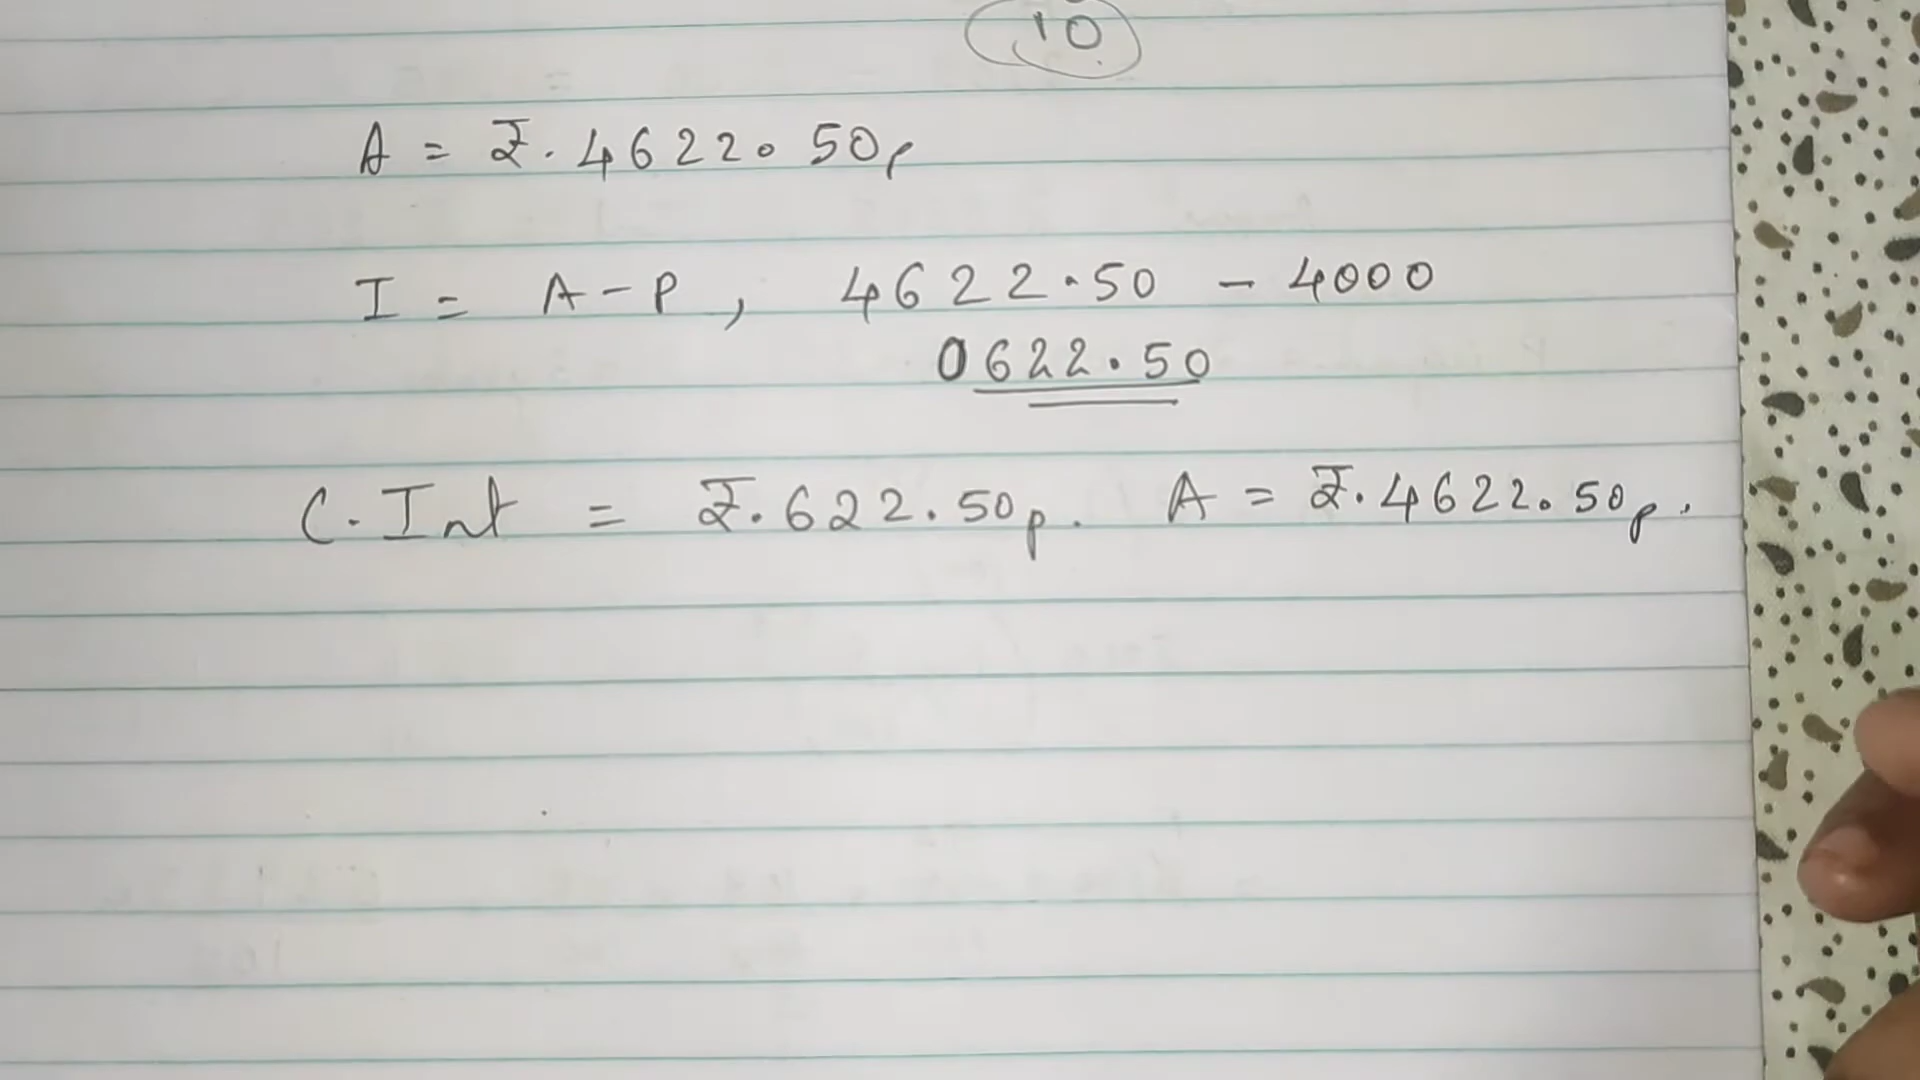 10
A = ₹. 4622.50p
I = A - P, 4622.50 - 4000
0622.50
C. Int = ₹.622.50p. A = ₹.4622.50p.